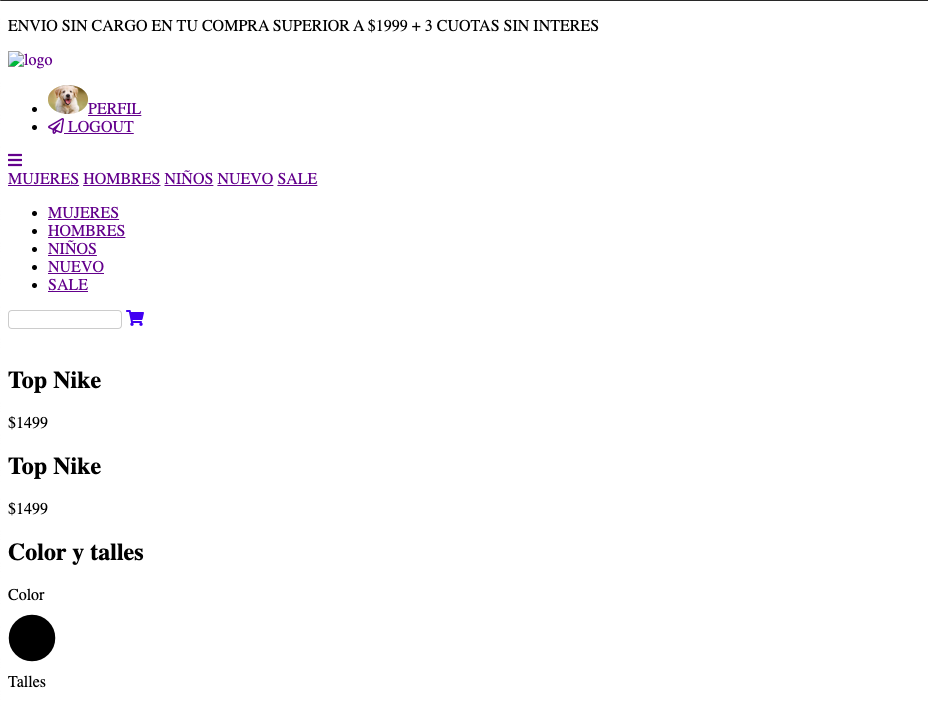 ENVIO SIN CARGO EN TU COMPRA SUPERIOR A $1999 + 3 CUOTAS SIN INTERES
logo
PERFIL
LOGOUT
MUJERES HOMBRES NIÑOS NUEVO SALE
MUJERES
HOMBRES
NIÑOS
NUEVO
SALE
Top Nike
$1499
Top Nike
$1499
Color y talles
Color
Talles